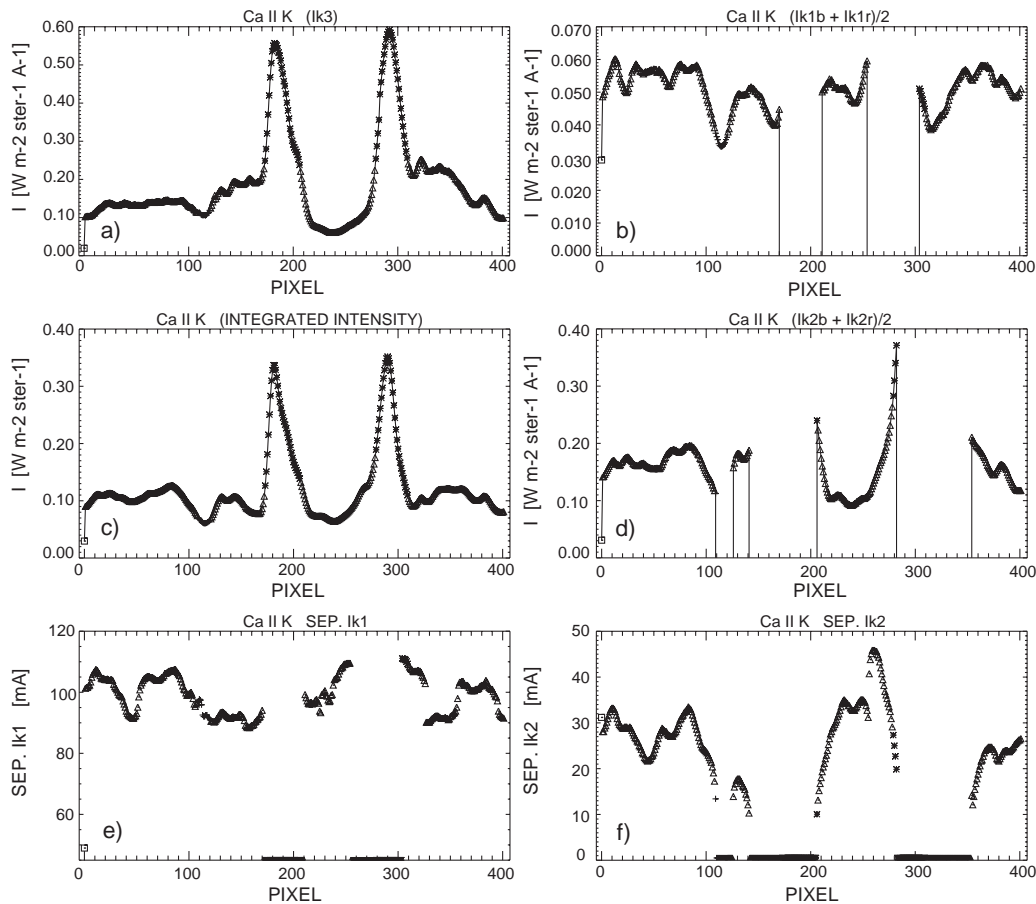 Ca II K (Ik3)
I [W m-2 ster-1 A-1]
0.60
0.50
0.40
0.30
0.20
0.10
0.00
a)
0 100 200 300 400
PIXEL
Ca II K (Ik1b + Ik1r)/2
I [W m-2 ster-1 A-1]
0.070
0.060
0.050
0.040
0.030
0.020
0.010
0.000
b)
0 100 200 300 400
PIXEL
Ca II K (INTEGRATED INTENSITY)
I [W m-2 ster-1]
0.40
0.30
0.20
0.10
0.00
c)
0 100 200 300 400
PIXEL
Ca II K (Ik2b + Ik2r)/2
I [W m-2 ster-1 A-1]
0.40
0.30
0.20
0.10
0.00
d)
0 100 200 300 400
PIXEL
Ca II K SEP. Ik1
SEP. Ik1 [mA]
120
100
80
60
e)
0 100 200 300 400
PIXEL
Ca II K SEP. Ik2
SEP. Ik2 [mA]
50
40
30
20
10
0
f)
0 100 200 300 400
PIXEL